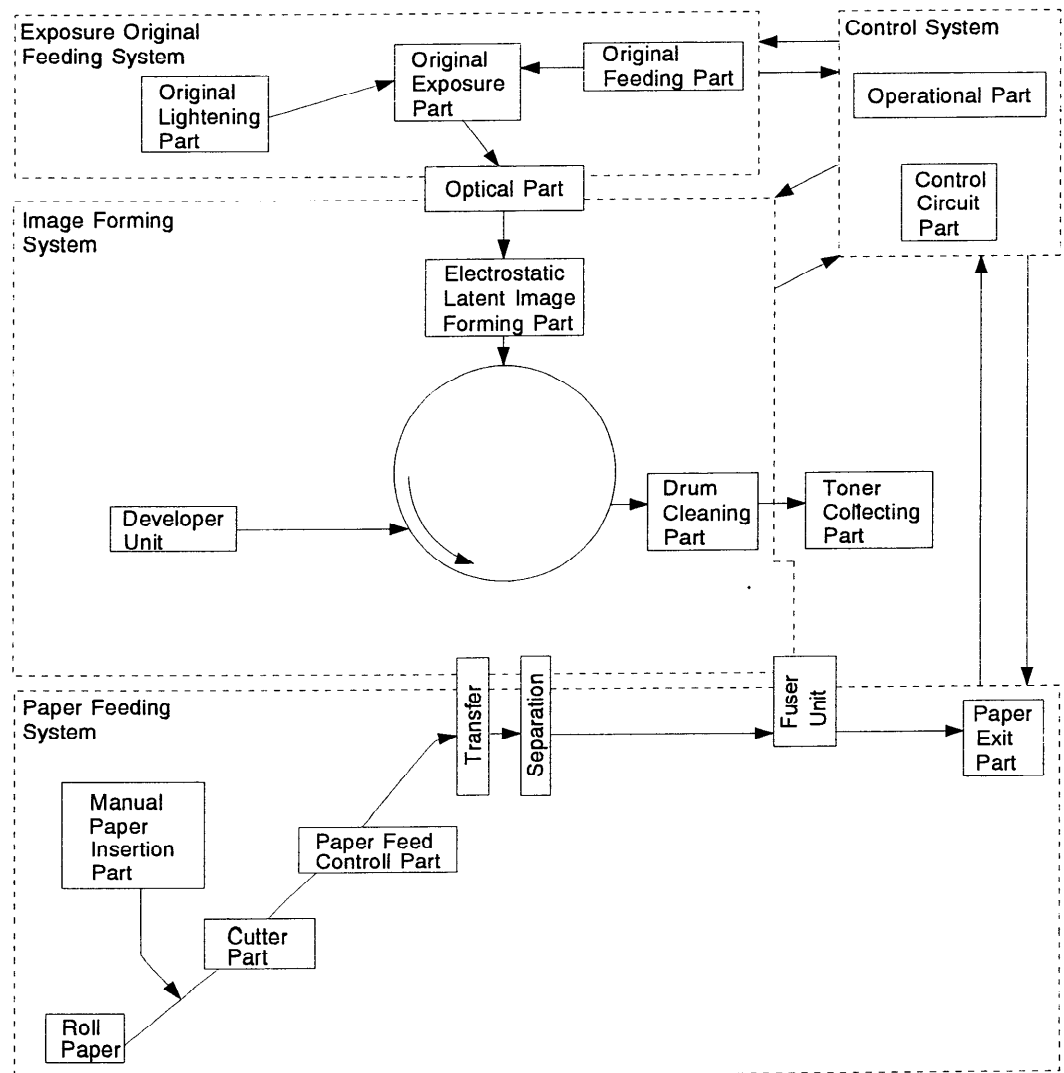 Exposure Original
Feeding System
Original
Lightening
Part
Original
Exposure
Part
Original
Feeding Part
Control System
Operational Part
Control
Circuit
Part
Optical Part
Image Forming
System
Electrostatic
Latent Image
Forming Part
Developer
Unit
Drum
Cleaning
Part
Toner
Collecting
Part
Paper Feeding
System
Transfer
Separation
Fuser
Unit
Paper
Exit
Part
Manual
Paper
Insertion
Part
Paper Feed
Controll Part
Cutter
Part
Roll
Paper